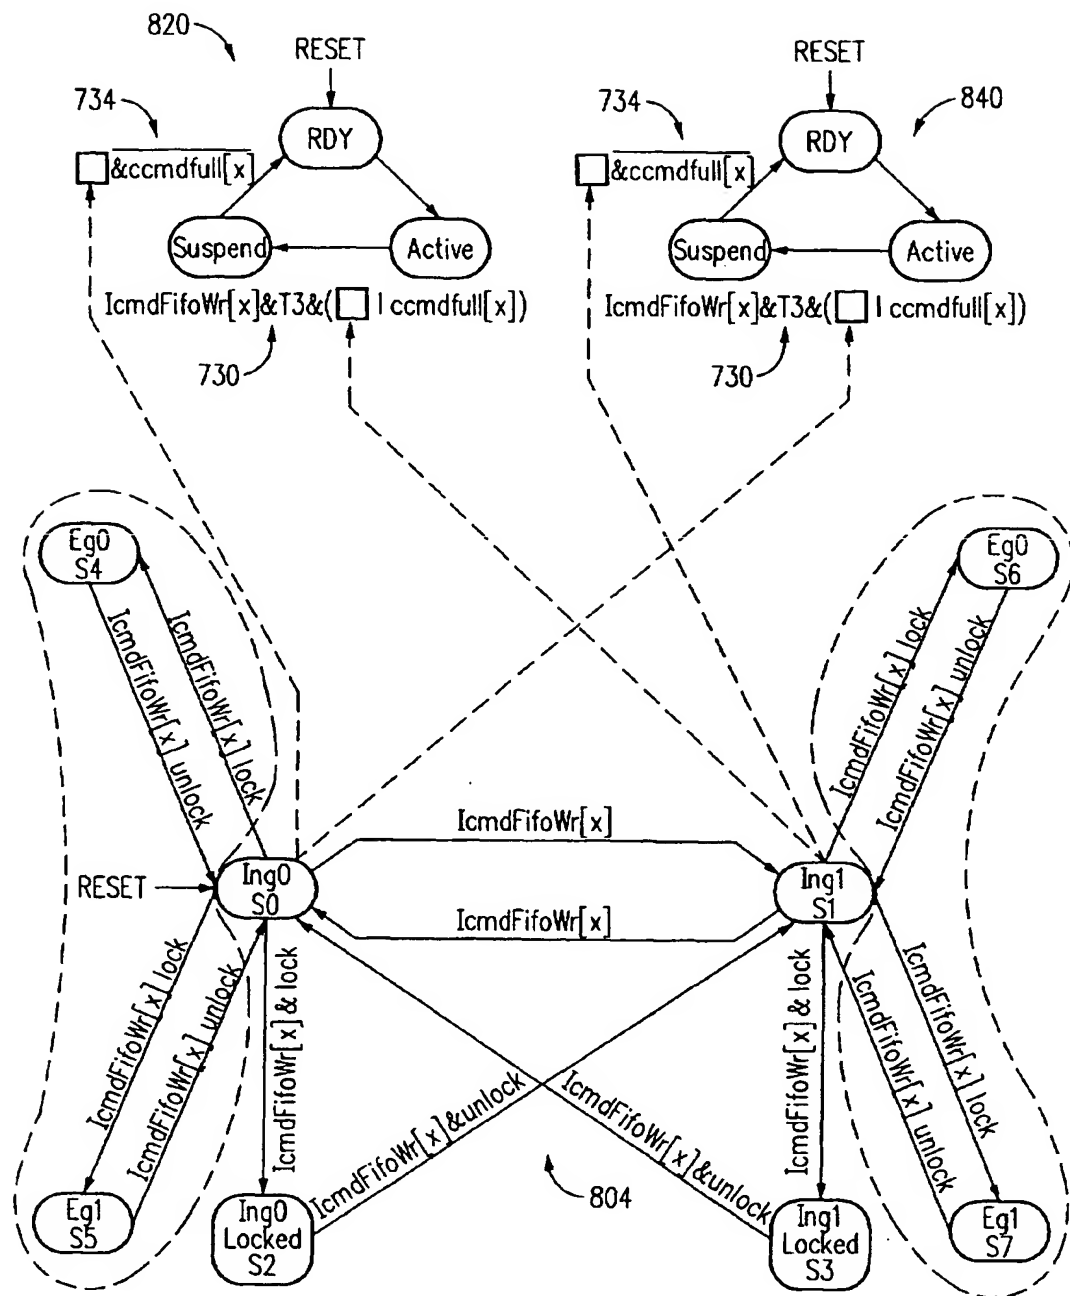 820
RESET
734
RDY
□&ccmdfull[x]
Suspend
Active
IcmdFifoWr[x]&T3&(□ | ccmdfull[x])
730
RESET
734
840
RDY
□&ccmdfull[x]
Suspend
Active
IcmdFifoWr[x]&T3&(□ | ccmdfull[x])
730
Eg0
S4
IcmdFifoWr[x] unlock
IcmdFifoWr[x] lock
Eg0
S6
IcmdFifoWr[x] lock
IcmdFifoWr[x] unlock
IcmdFifoWr[x]
RESET
Ing0
S0
Ing1
S1
IcmdFifoWr[x]
IcmdFifoWr[x] lock
IcmdFifoWr[x] unlock
IcmdFifoWr[x] & lock
IcmdFifoWr[x]&unlock
IcmdFifoWr[x]&unlock
IcmdFifoWr[x] & lock
IcmdFifoWr[x] unlock
IcmdFifoWr[x] lock
804
Eg1
S5
Ing0
Locked
S2
Ing1
Locked
S3
Eg1
S7